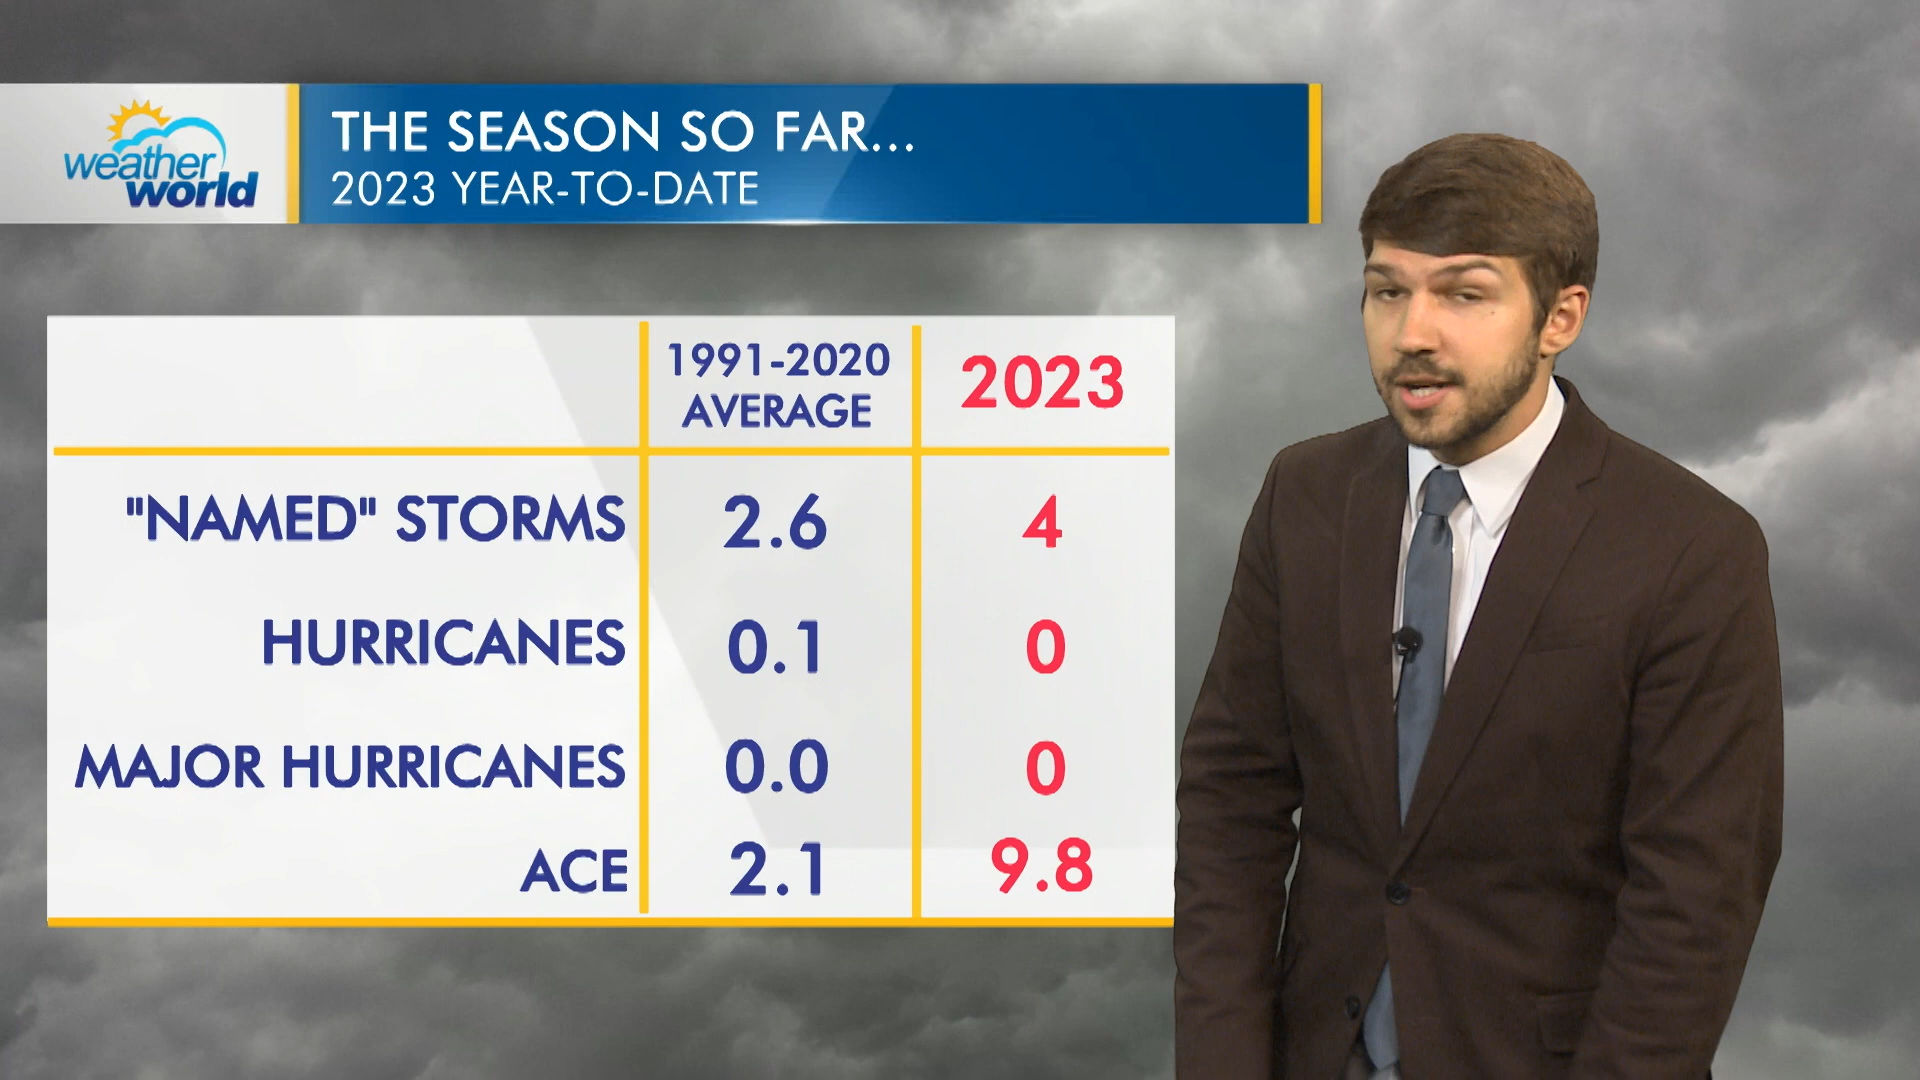 weather
world
THE SEASON SO FAR...
2023 YEAR-TO-DATE
1991-2020
AVERAGE
2023
"NAMED" STORMS 2.6 4
HURRICANES 0.1 0
MAJOR HURRICANES 0.0 0
ACE 2.1 9.8